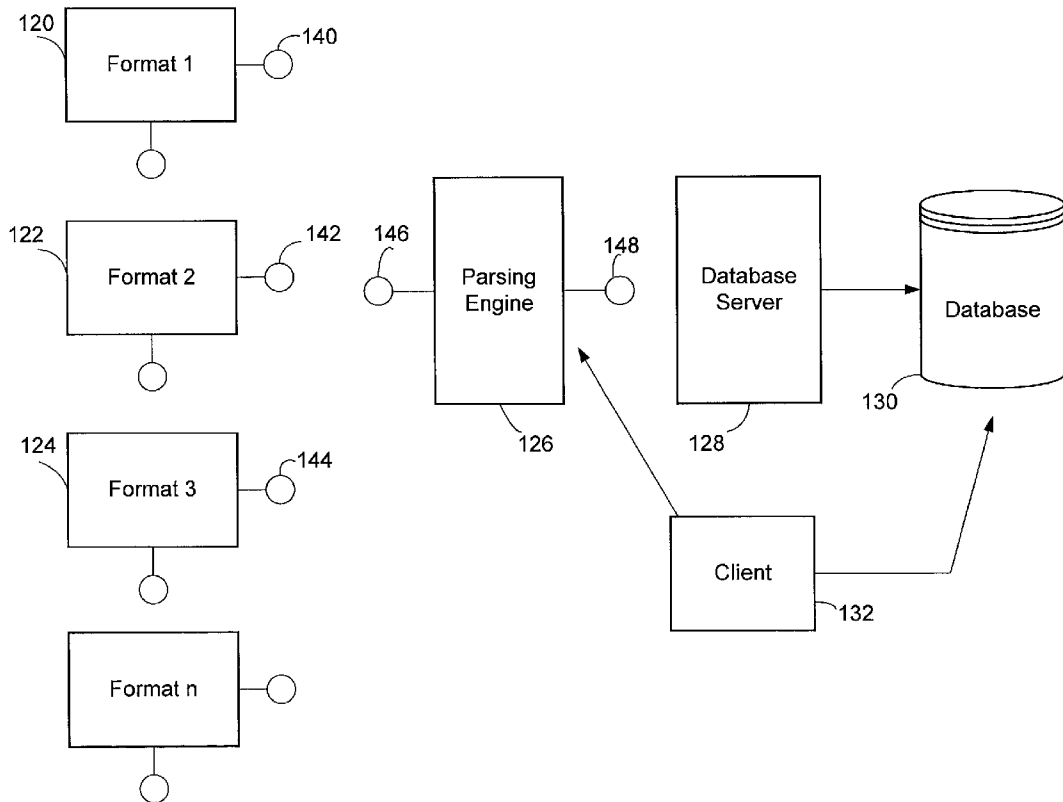 120
Format 1
140
122
Format 2
142
146
Parsing
Engine
148
Database
Server
Database
126
128
130
124
Format 3
144
Client
132
Format n